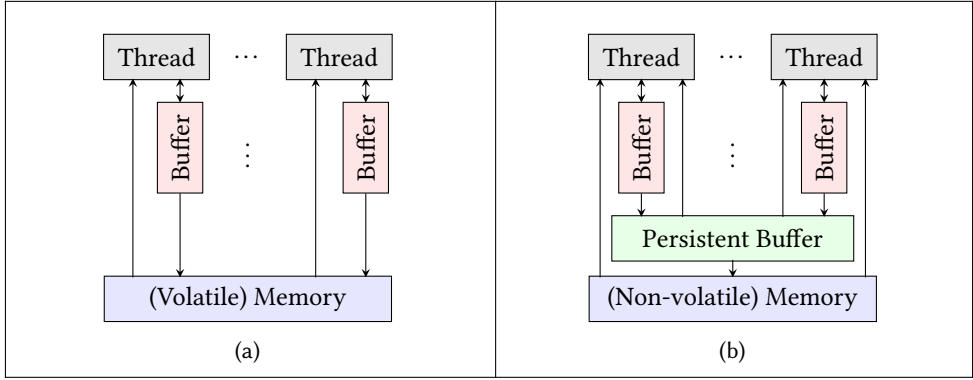 Thread ··· Thread
Buffer ⋮ Buffer
(Volatile) Memory
(a)
Thread ··· Thread
Buffer ⋮ Buffer
Persistent Buffer
(Non-volatile) Memory
(b)